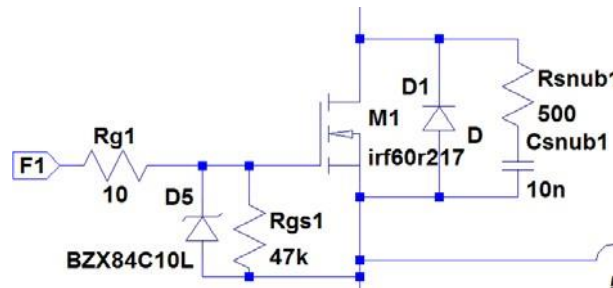 Rsnub1
D1
M1
500
Rg1
D
Csnub1
F1
irf60r217
10
10n
D5
Rgs1
BZX84C10L
47k